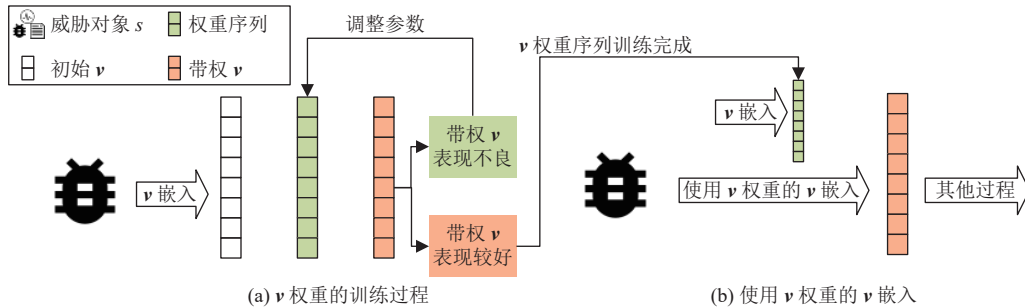 威胁对象 s
权重序列
初始 v
带权 v
调整参数
v 权重序列训练完成
v 嵌入
带权 v
表现不良
带权 v
表现较好
v 嵌入
使用 v 权重的 v 嵌入
其他过程
(a) v 权重的训练过程
(b) 使用 v 权重的 v 嵌入